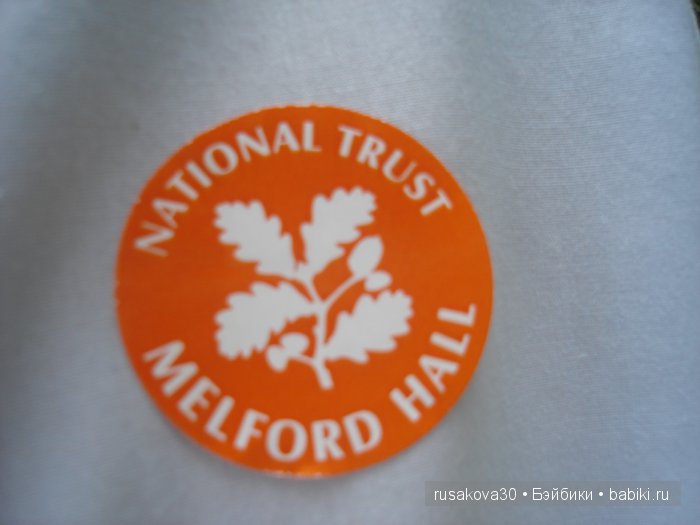 NATIONAL TRUST
MELFORD HALL
rusakova30 • Бэйбики • babiki.ru